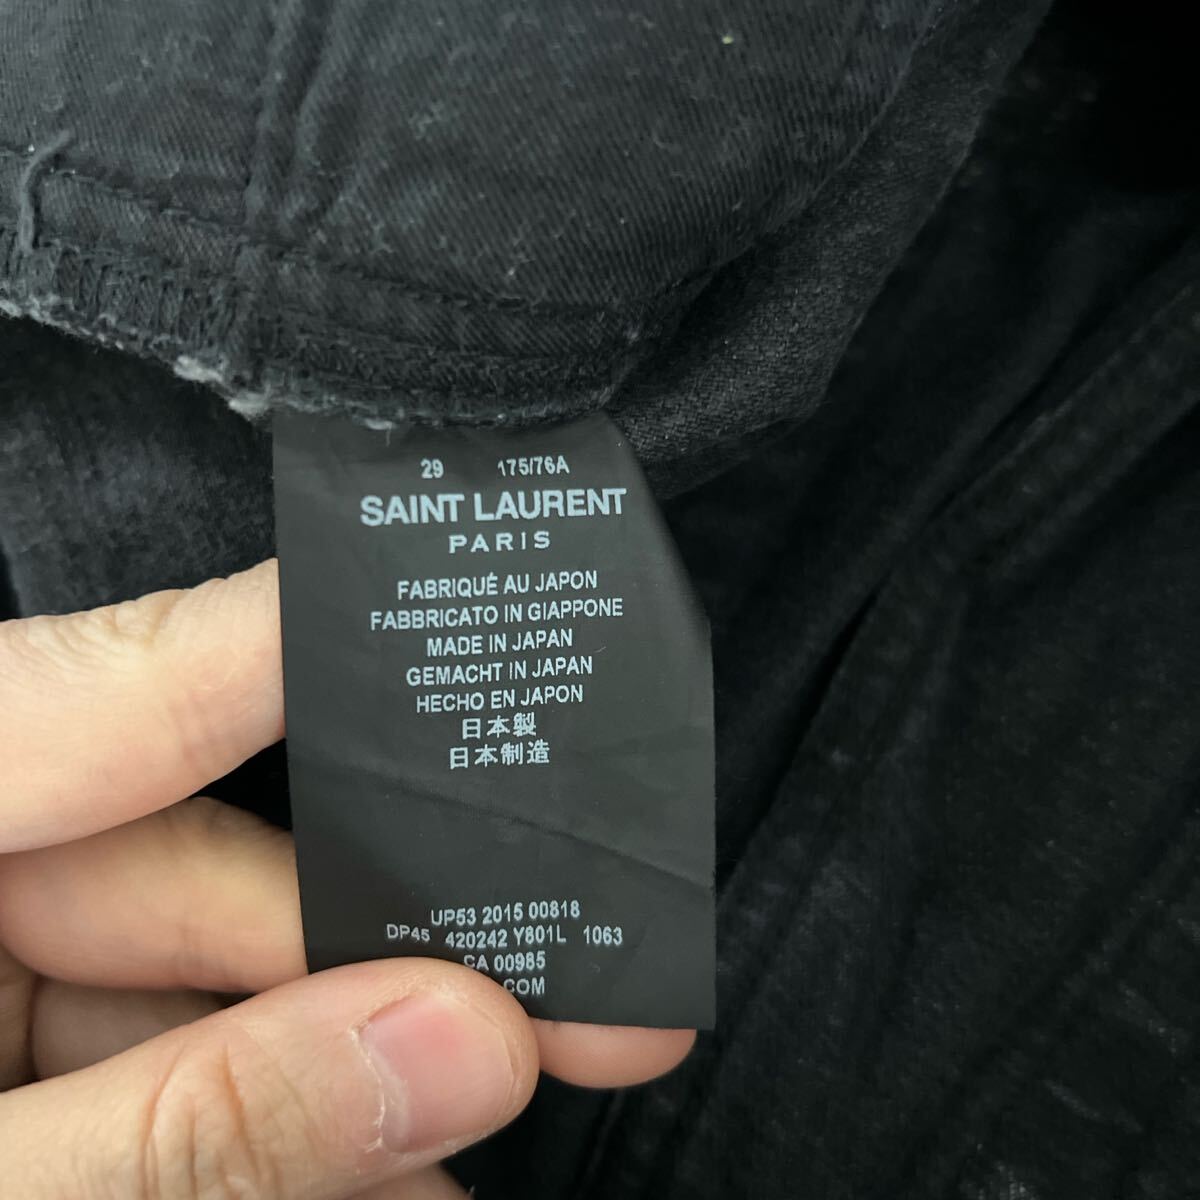 29 175/76A
SAINT LAURENT
PARIS
FABRIQUÉ AU JAPON
FABBRICATO IN GIAPPONE
MADE IN JAPAN
GEMACHT IN JAPAN
HECHO EN JAPON
日本製
日本制造
UP53 2015 00818
DP45 420242 Y801L 1063
CA 00985
.COM